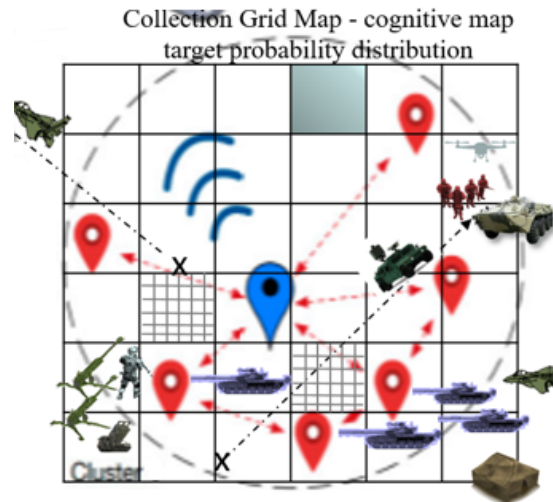 Collection Grid Map - cognitive map
target probability distribution
X
X
Cluster